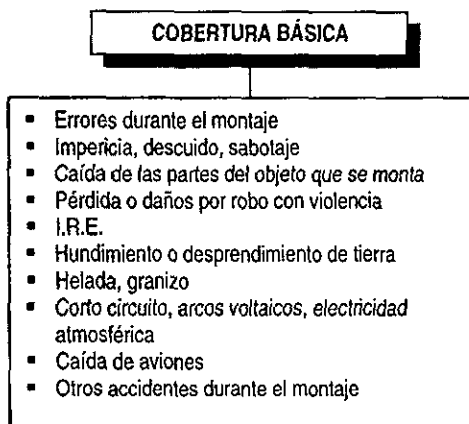 COBERTURA BÁSICA
▪ Errores durante el montaje
▪ Impericia, descuido, sabotaje
▪ Caída de las partes del objeto que se monta
▪ Pérdida o daños por robo con violencia
▪ I.R.E.
▪ Hundimiento o desprendimiento de tierra
▪ Helada, granizo
▪ Corto circuito, arcos voltaicos, electricidad
atmosférica
▪ Caída de aviones
▪ Otros accidentes durante el montaje